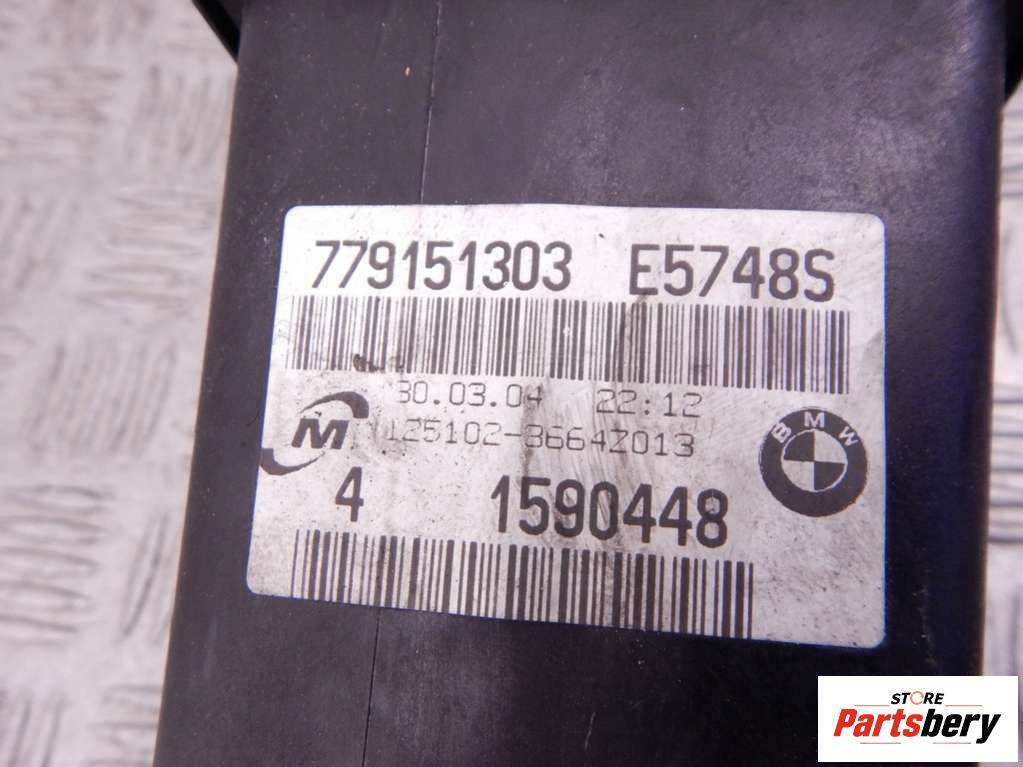 779151303 E5748S
30.03.04 22:12
M 125102-3664Z013
BMW
4 1590448
STORE
Partsbery